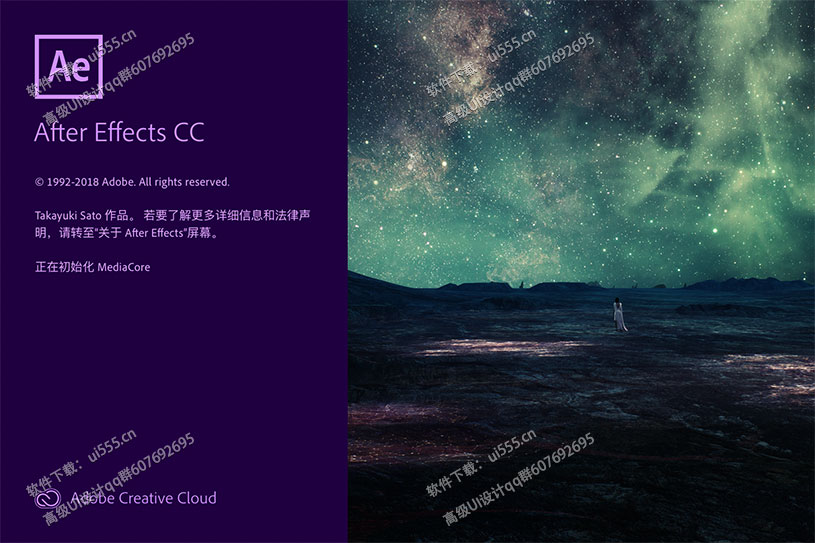 Ae
After Effects CC
© 1992-2018 Adobe. All rights reserved.
Takayuki Sato 作品。 若要了解更多详细信息和法律声
明，请转至"关于 After Effects"屏幕。
正在初始化 MediaCore
Adobe Creative Cloud
软件下载：ui555.cn
高级UI设计qq群607692695
软件下载：ui555.cn
高级UI设计qq群607692695
软件下载：ui555.cn
高级UI设计qq群607692695
软件下载：ui555.cn
高级UI设计qq群607692695